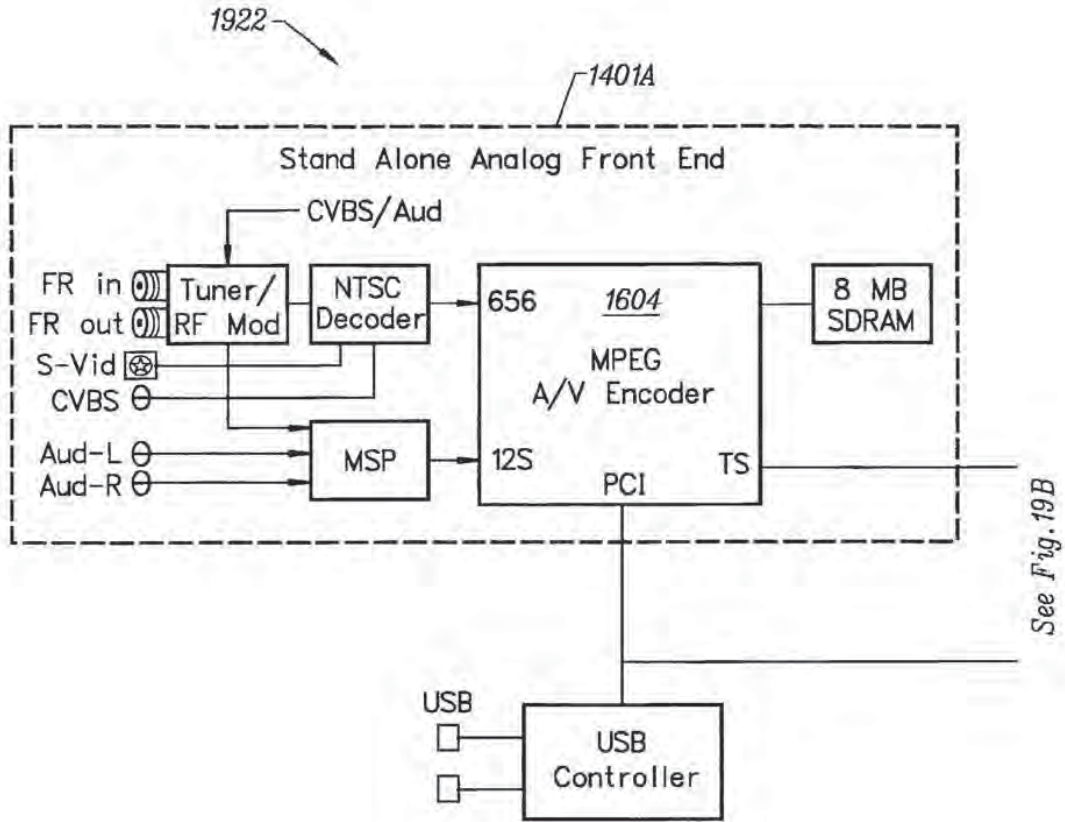 1922
1401A
Stand Alone Analog Front End
CVBS/Aud
FR in
FR out
S-Vid
CVBS
Aud-L
Aud-R
Tuner/
RF Mod
NTSC
Decoder
MSP
656
1604
MPEG
A/V Encoder
12S
TS
PCI
8 MB
SDRAM
See Fig.19B
USB
USB
Controller